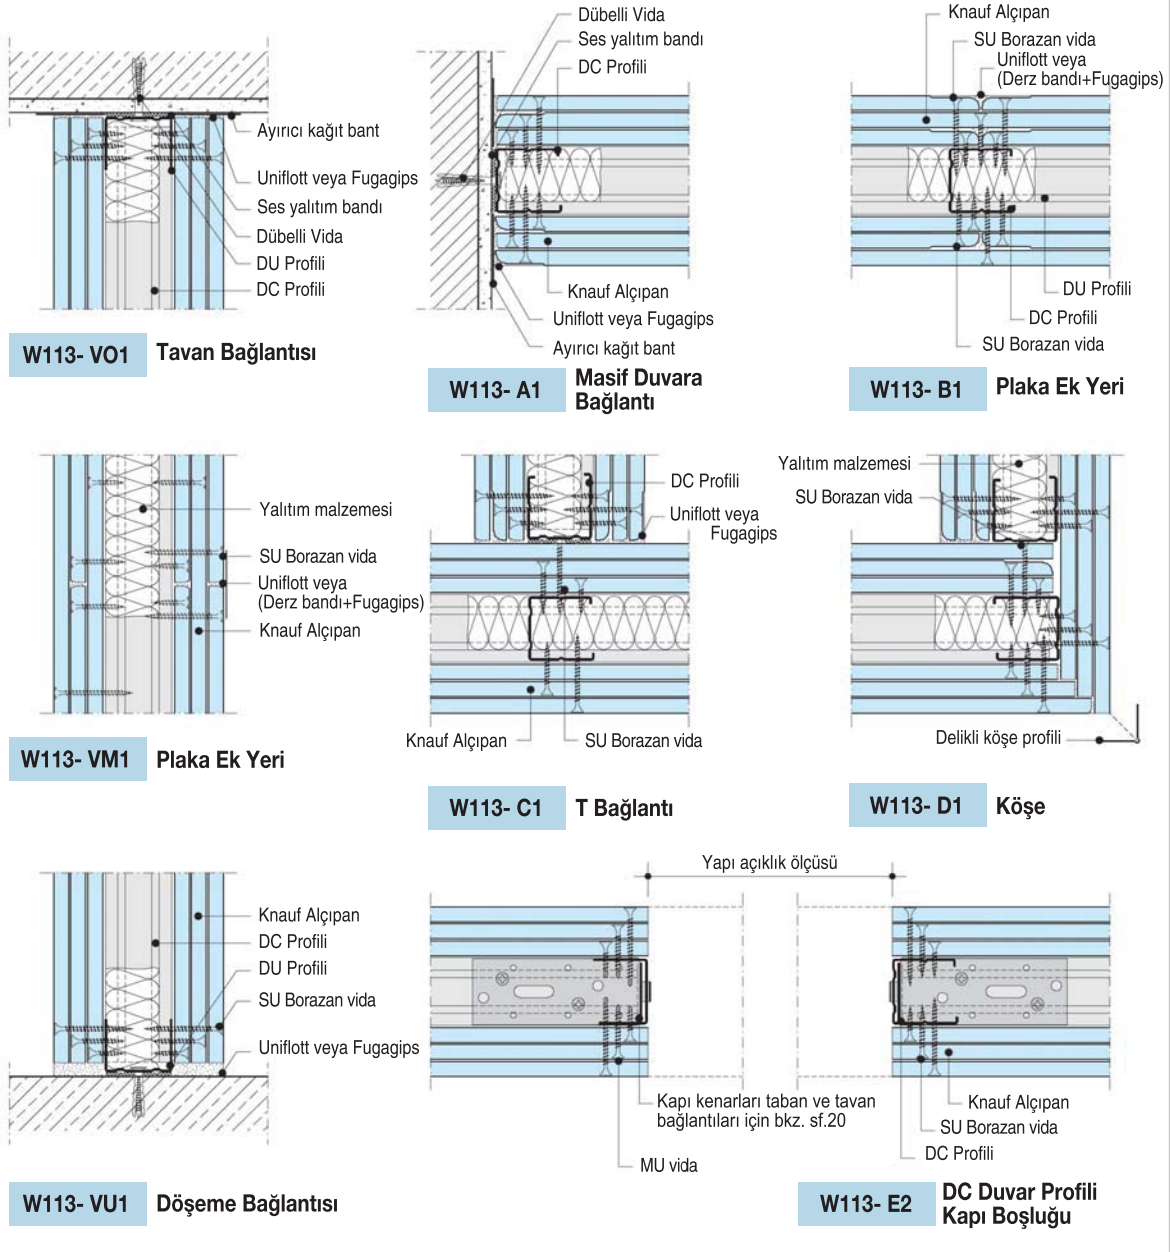 Ayırıcı kağıt bant
Uniflott veya Fugagips
Ses yalıtım bandı
Dübelli Vida
DU Profili
DC Profili
W113- VO1 Tavan Bağlantısı
Dübelli Vida
Ses yalıtım bandı
DC Profili
Knauf Alçıpan
Uniflott veya Fugagips
Ayırıcı kağıt bant
W113- A1 Masif Duvara
Bağlantı
Knauf Alçıpan
SU Borazan vida
Uniflott veya
(Derz bandı+Fugagips)
DU Profili
DC Profili
SU Borazan vida
W113- B1 Plaka Ek Yeri
Yalıtım malzemesi
SU Borazan vida
Uniflott veya
(Derz bandı+Fugagips)
Knauf Alçıpan
W113- VM1 Plaka Ek Yeri
DC Profili
Uniflott veya
Fugagips
Knauf Alçıpan
SU Borazan vida
W113- C1 T Bağlantı
Yalıtım malzemesi
SU Borazan vida
Delikli köşe profili
W113- D1 Köşe
Knauf Alçıpan
DC Profili
DU Profili
SU Borazan vida
Uniflott veya Fugagips
W113- VU1 Döşeme Bağlantısı
Yapı açıklık ölçüsü
Kapı kenarları taban ve tavan
bağlantıları için bkz. sf.20
MU vida
Knauf Alçıpan
SU Borazan vida
DC Profili
W113- E2 DC Duvar Profili
Kapı Boşluğu